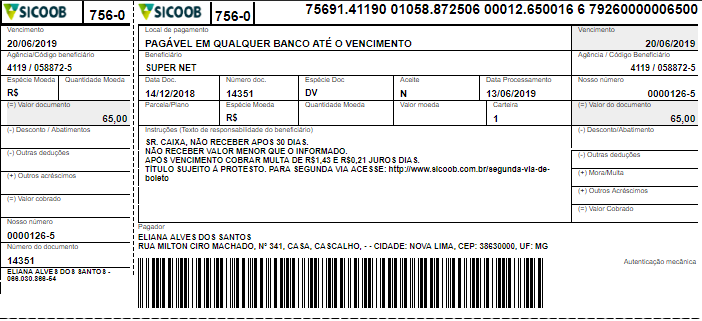 SICOOB 756-0
Vencimento
20/06/2019
Agência/Código beneficiário
4119 / 058872-5
Espécie Moeda Quantidade Moeda
R$
(=) Valor documento
65,00
(-) Desconto / Abatimentos
(-) Outras deduções
(+) Outros acréscimos
(=) Valor cobrado
Nosso número
0000126-5
Número do documento
14351
ELIANA ALVES DOS SANTOS -
SICOOB 756-0 75691.41190 01058.872506 00012.650016 6 79260000006500
Local de pagamento Vencimento
PAGÁVEL EM QUALQUER BANCO ATÉ O VENCIMENTO 20/06/2019
Beneficiário Agência / Código Beneficiário
SUPER NET 4119 / 058872-5
Data Doc. Número doc. Espécie Doc Aceite Data Processamento Nosso número
14/12/2018 14351 DV N 13/06/2019 0000126-5
Parcela/Plano Espécie Moeda Quantidade Moeda Valor moeda Carteira (=) Valor do documento
R$ 1 65,00
Instruções (Texto de responsabilidade do beneficiário) (-) Desconto/Abatimento
SR. CAIXA, NÃO RECEBER APOS 30 DIAS.
NÃO RECEBER VALOR MENOR QUE O INFORMADO.
APÓS VENCIMENTO COBRAR MULTA DE R$1,43 E R$0,21 JUROS DIAS.
TÍTULO SUJEITO Á PROTESTO. PARA SEGUNDA VIA ACESSE: http://www.sicoob.com.br/segunda-via-de-
boleto
(-) Outras deduções
(+) Mora/Multa
(+) Outros Acréscimos
(=) Valor Cobrado
Pagador
ELIANA ALVES DOS SANTOS
RUA MILTON CIRO MACHADO, Nº 341, CASA, CASCALHO, - - CIDADE: NOVA LIMA, CEP: 38630000, UF: MG
Autenticação mecânica